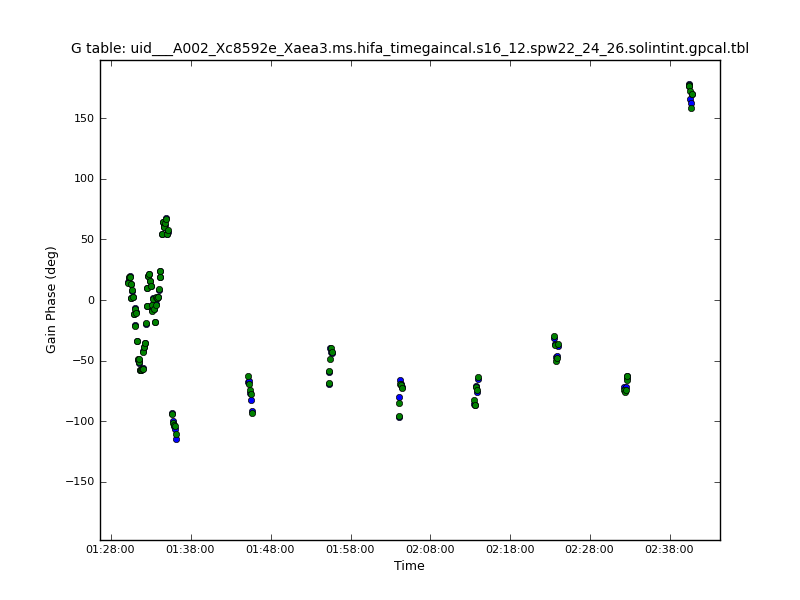 G table: uid___A002_Xc8592e_Xaea3.ms.hifa_timegaincal.s16_12.spw22_24_26.solintint.gpcal.tbl
150
100
50
0
−50
−100
−150
Gain Phase (deg)
01:28:00 01:38:00 01:48:00 01:58:00 02:08:00 02:18:00 02:28:00 02:38:00
Time